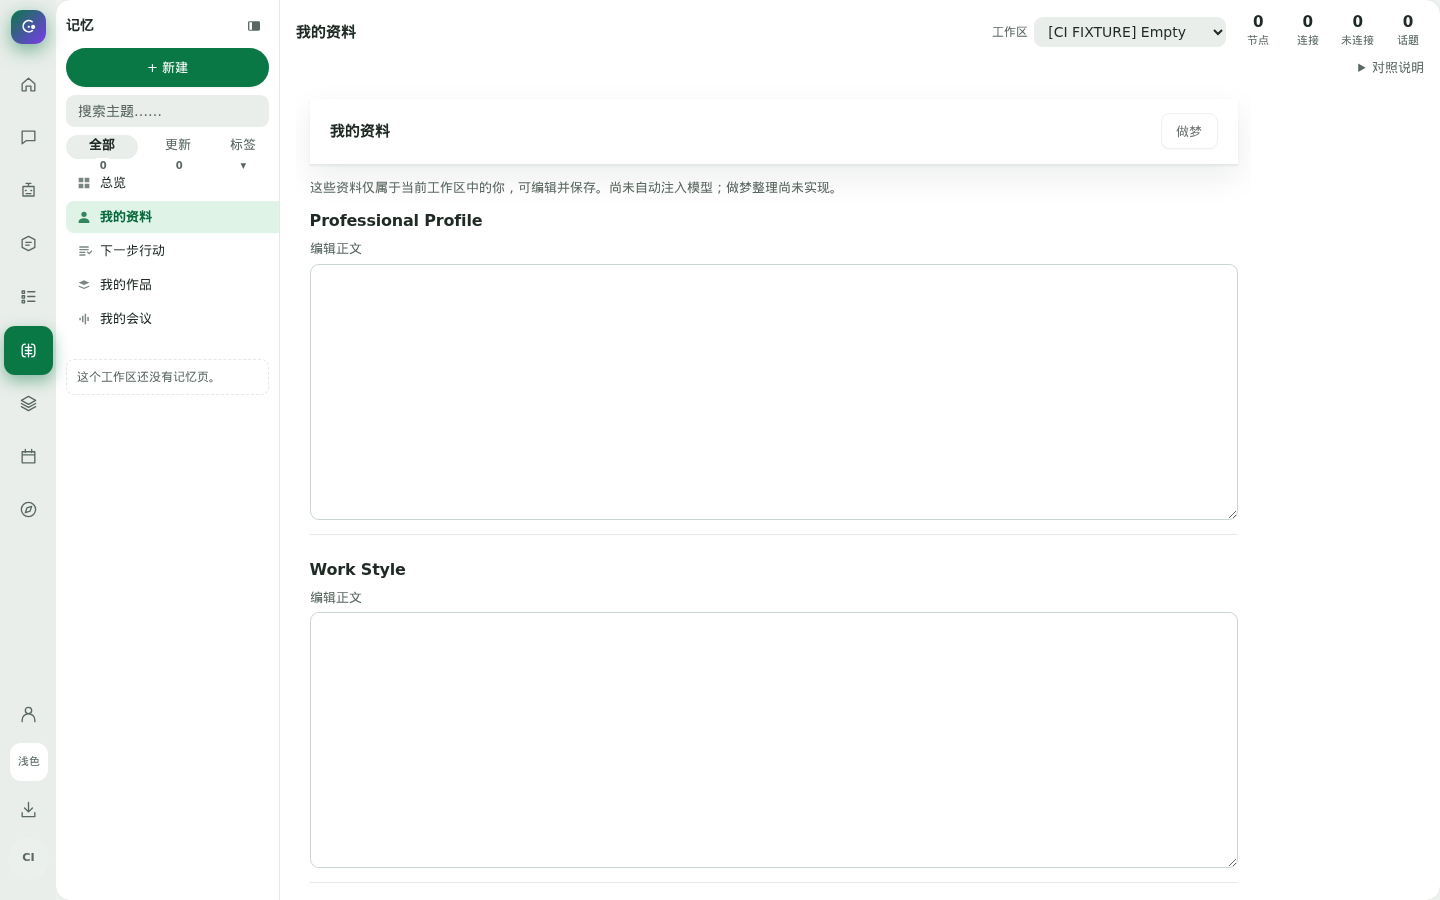 记忆
+ 新建
搜索主题......
全部
0
更新
0
标签
▼
总览
我的资料
下一步行动
我的作品
我的会议
这个工作区还没有记忆页。
浅色
CI
我的资料
工作区
[CI FIXTURE] Empty
0
节点
0
连接
0
未连接
0
话题
▶ 对照说明
我的资料
做梦
这些资料仅属于当前工作区中的你，可编辑并保存。尚未自动注入模型；做梦整理尚未实现。
Professional Profile
编辑正文
Work Style
编辑正文